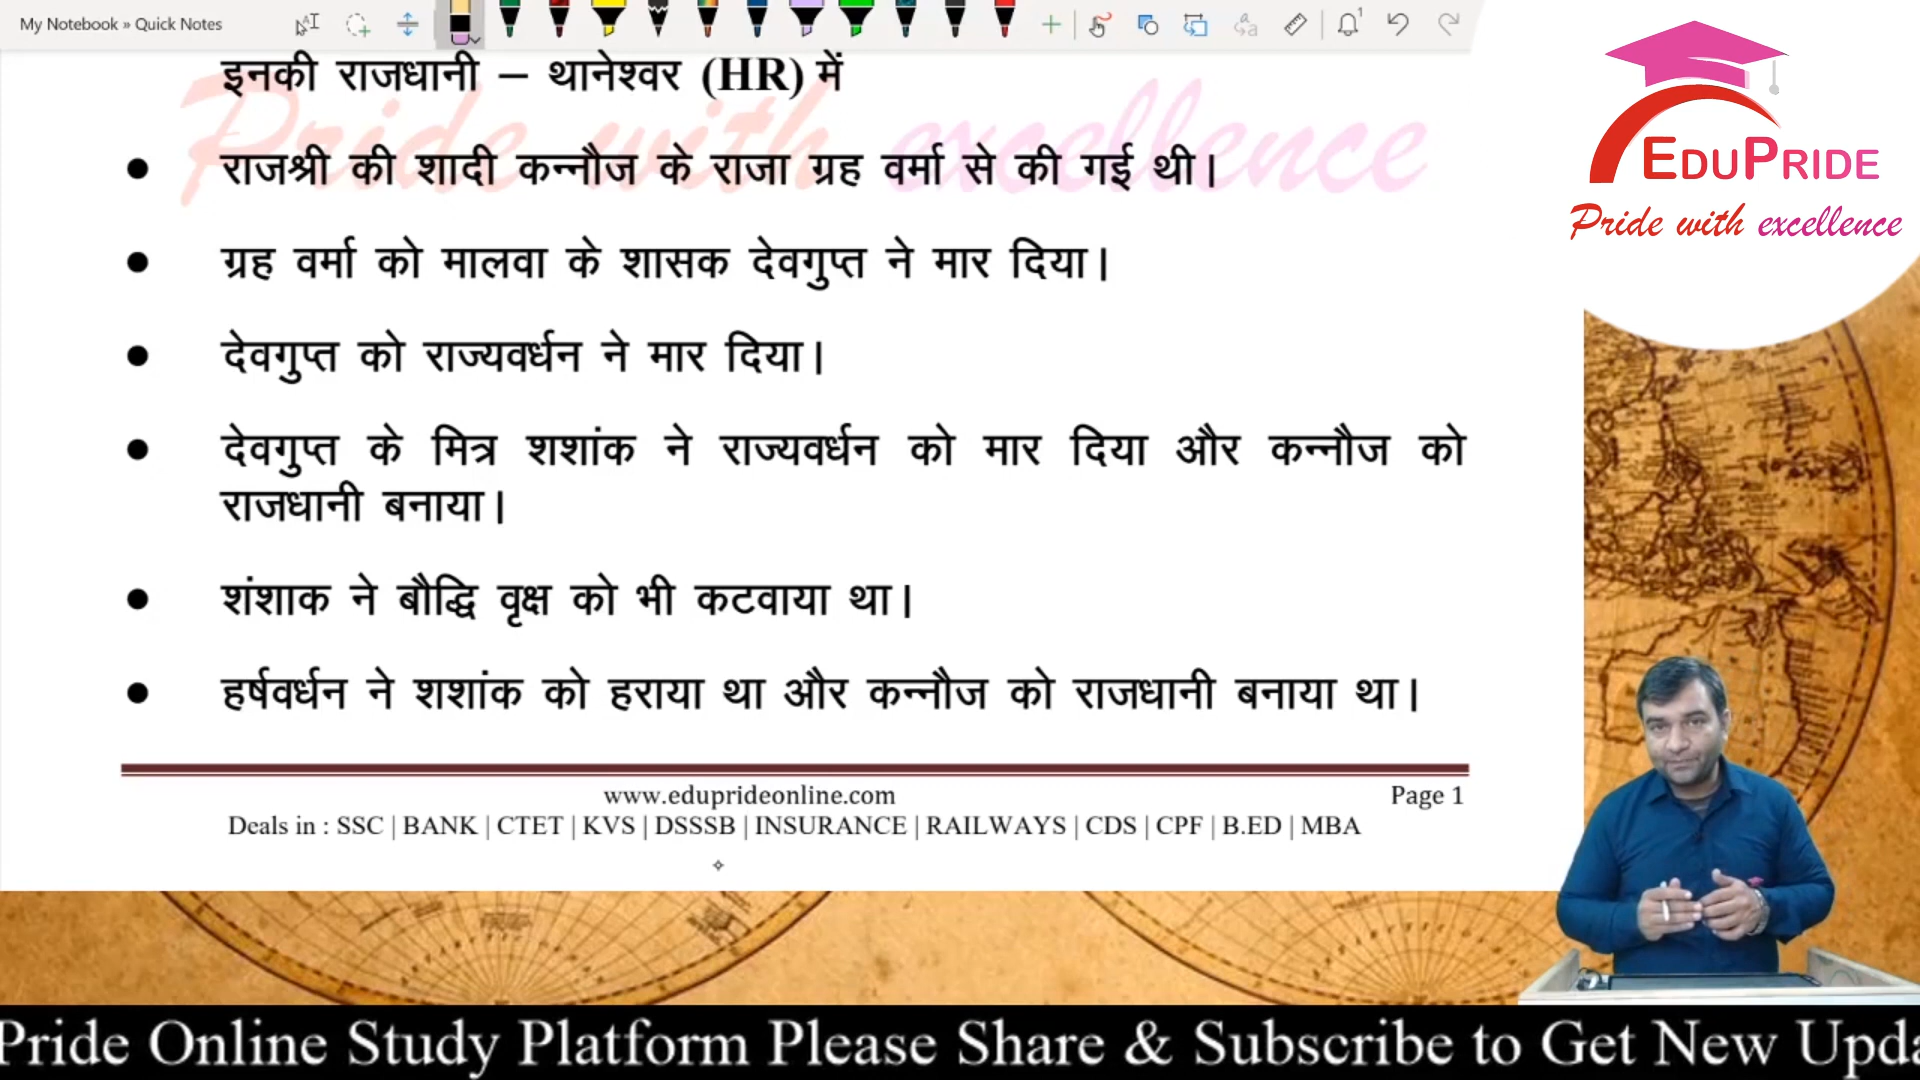 My Notebook » Quick Notes
इनकी राजधानी – थानेश्वर (HR) में
Pride with excellence
● राजश्री की शादी कन्नौज के राजा ग्रह वर्मा से की गई थी।
● ग्रह वर्मा को मालवा के शासक देवगुप्त ने मार दिया।
● देवगुप्त को राज्यवर्धन ने मार दिया।
● देवगुप्त के मित्र शशांक ने राज्यवर्धन को मार दिया और कन्नौज को
राजधानी बनाया।
● शंशाक ने बौद्धि वृक्ष को भी कटवाया था।
● हर्षवर्धन ने शशांक को हराया था और कन्नौज को राजधानी बनाया था।
www.eduprideonline.com Page 1
Deals in : SSC | BANK | CTET | KVS | DSSSB | INSURANCE | RAILWAYS | CDS | CPF | B.ED | MBA
EDUPRIDE
Pride with excellence
Pride Online Study Platform Please Share & Subscribe to Get New Upda